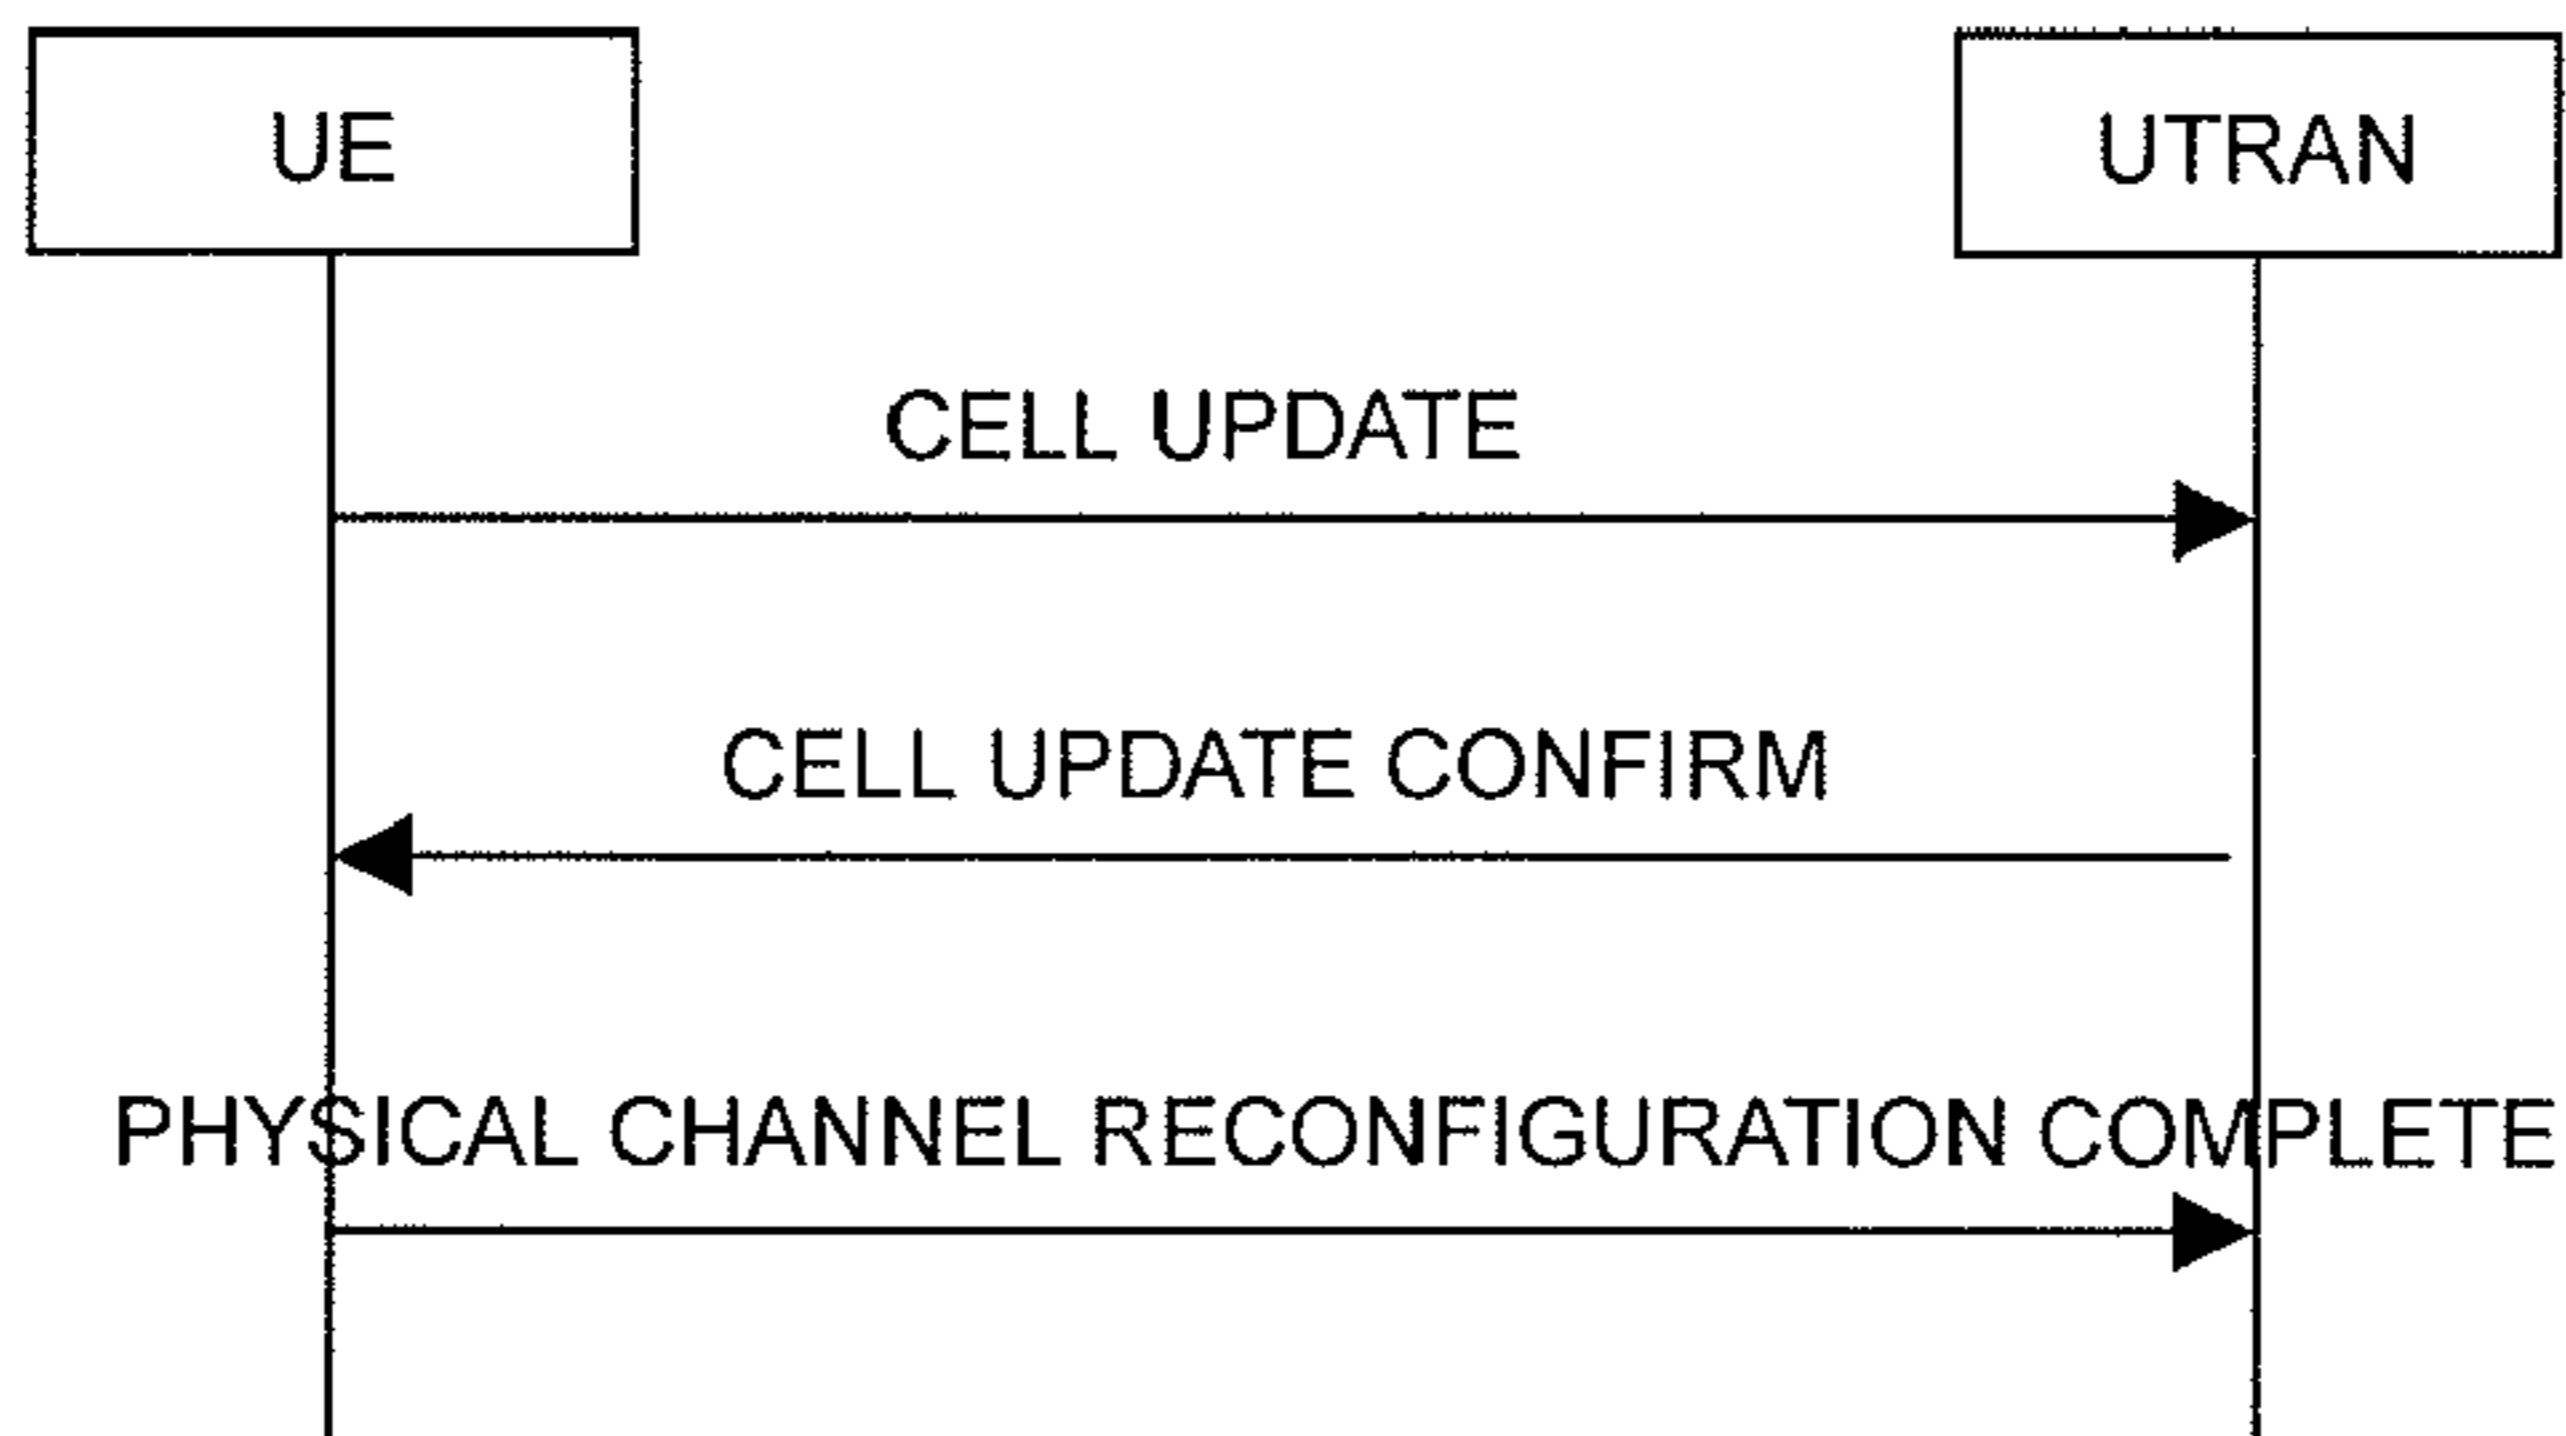 UE
UTRAN
CELL UPDATE
CELL UPDATE CONFIRM
PHYSICAL CHANNEL RECONFIGURATION COMPLETE